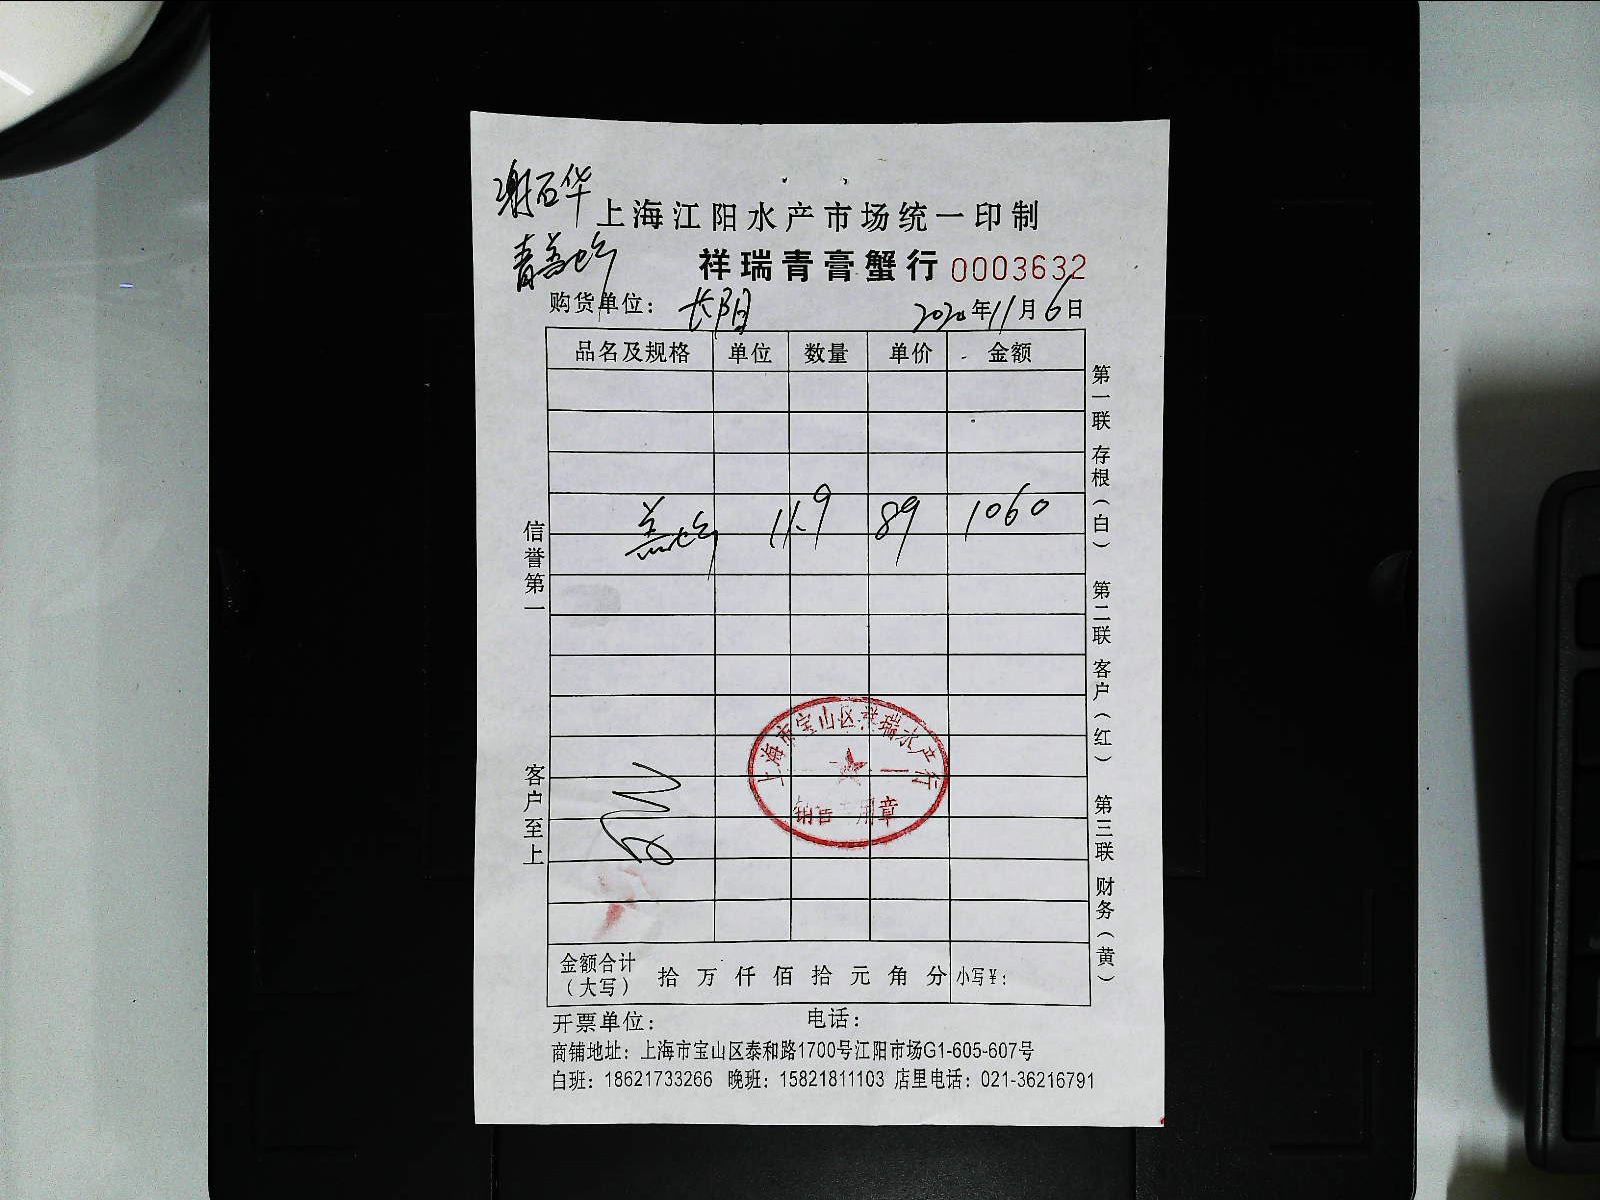 谢石华
上海江阳水产市场统一印制
青羔蚧
祥瑞青膏蟹行 0003632
购货单位： 长阳 2020年11月6日
品名及规格 单位 数量 单价 金额
羔蚧 11.9 89 1060
信誉第一
客户至上
第一联 存根（白） 第二联 客户（红） 第三联 财务（黄）
上海市宝山区祥瑞水产行
销售专用章
金额合计（大写） 拾 万 仟 佰 拾 元 角 分 小写¥：
开票单位： 电话：
商铺地址：上海市宝山区泰和路1700号江阳市场G1-605-607号
白班：18621733266 晚班：15821811103 店里电话：021-36216791